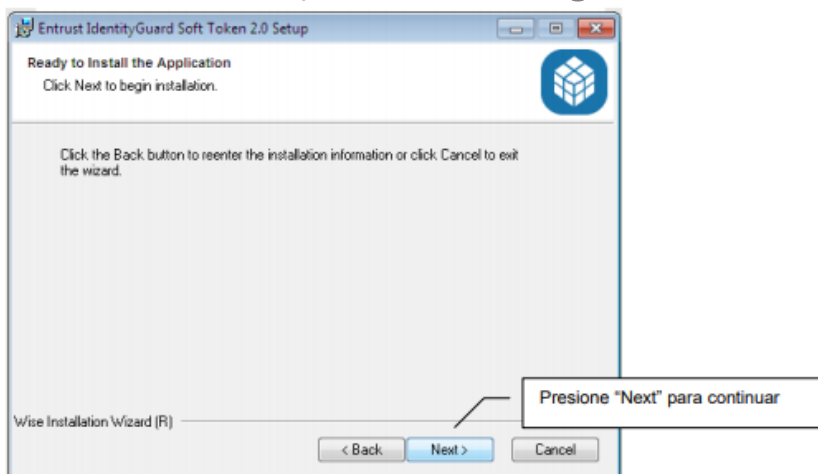 Entrust IdentityGuard Soft Token 2.0 Setup
Ready to Install the Application
Click Next to begin installation.
Click the Back button to reenter the installation information or click Cancel to exit
the wizard.
Presione “Next” para continuar
Wise Installation Wizard (R)
< Back
Next >
Cancel